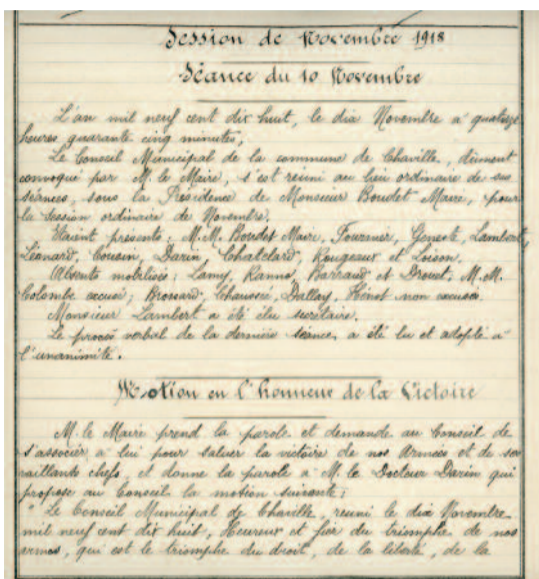 Session de Novembre 1918
Séance du 10 Novembre
L'an mil neuf cent dix huit, le dix Novembre à quatorze
heures quarante cinq minutes,
Le Conseil Municipal de la commune de Chaville, dûment
convoqué par M. le Maire, s'est réuni au lieu ordinaire de ses
séances, sous la Présidence de Monsieur Boudet Maire, pour
la Session ordinaire de Novembre.
Etaient présents : M.M. Boudet Maire, Fournier, Geneste, Lambert,
Léonard, Cousin, Darin, Chatelard, Rougeaux et Loison.
Absents mobilisés : Lamy, Barraud et Drouet. M.M.
Colombe excusé ; Brossard, Chaussée, Dallay, Hénot non excusés.
Monsieur Lambert a été élu secrétaire.
Le procès verbal de la dernière séance, a été lu et adopté à
l'unanimité.
Motion en l'honneur de la Victoire
M. le Maire prend la parole et demande au Conseil de
s'associer à lui pour saluer la victoire de nos Armées et de ses
vaillants chefs, et donne la parole à M. le Docteur Darin qui
propose au Conseil la motion suivante :
" Le Conseil Municipal de Chaville, réuni le dix Novembre
mil neuf cent dix huit, Heureux et fier du triomphe de nos
armes, qui est le triomphe du droit, de la liberté, de la